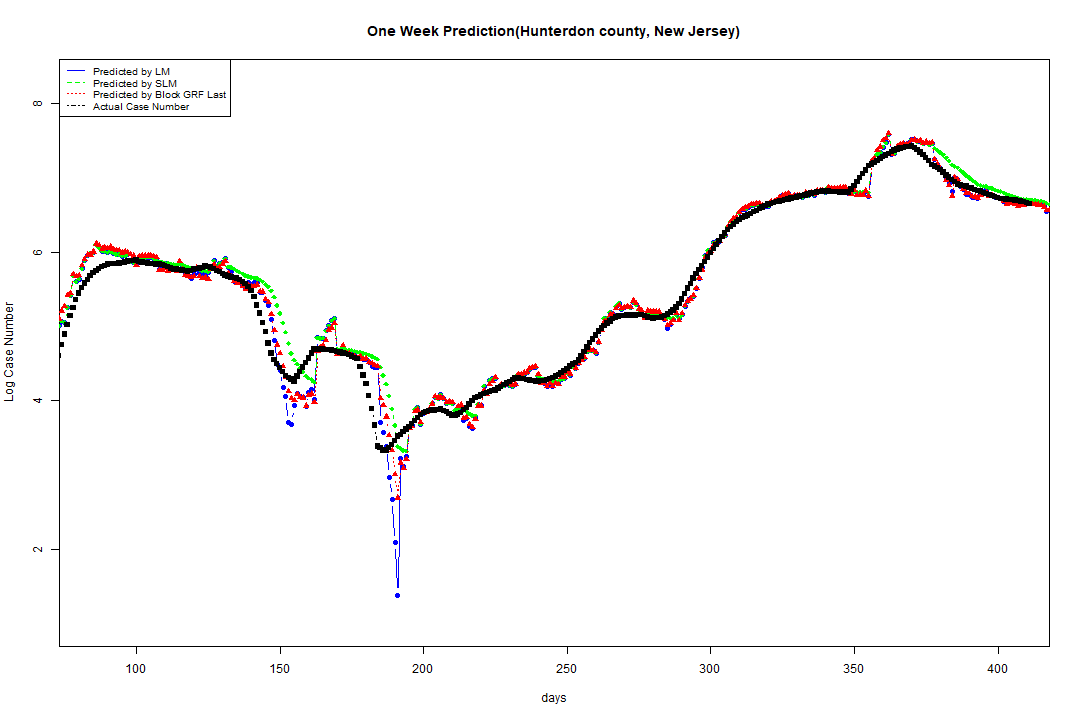 One Week Prediction(Hunterdon county, New Jersey)
Predicted by LM
Predicted by SLM
Predicted by Block GRF Last
Actual Case Number
8
6
4
2
Log Case Number
100 150 200 250 300 350 400
days